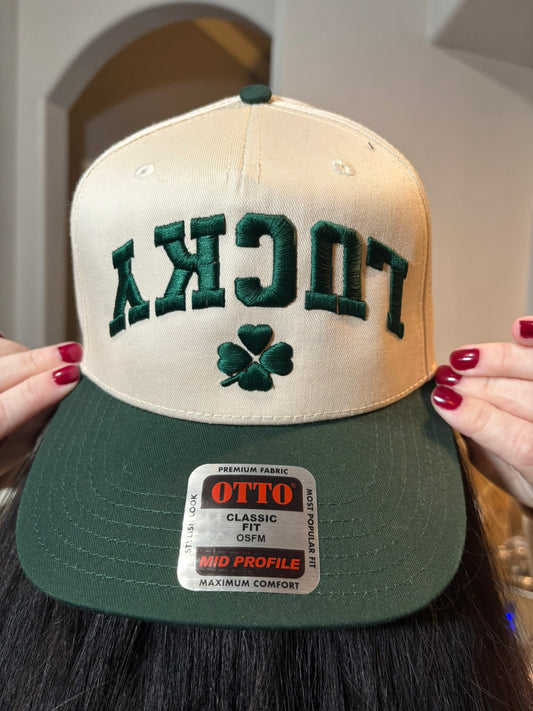 LUCKY
PREMIUM FABRIC
STYLISH LOOK
OTTO®
CLASSIC
FIT
OSFM
MID PROFILE
MOST POPULAR FIT
MAXIMUM COMFORT